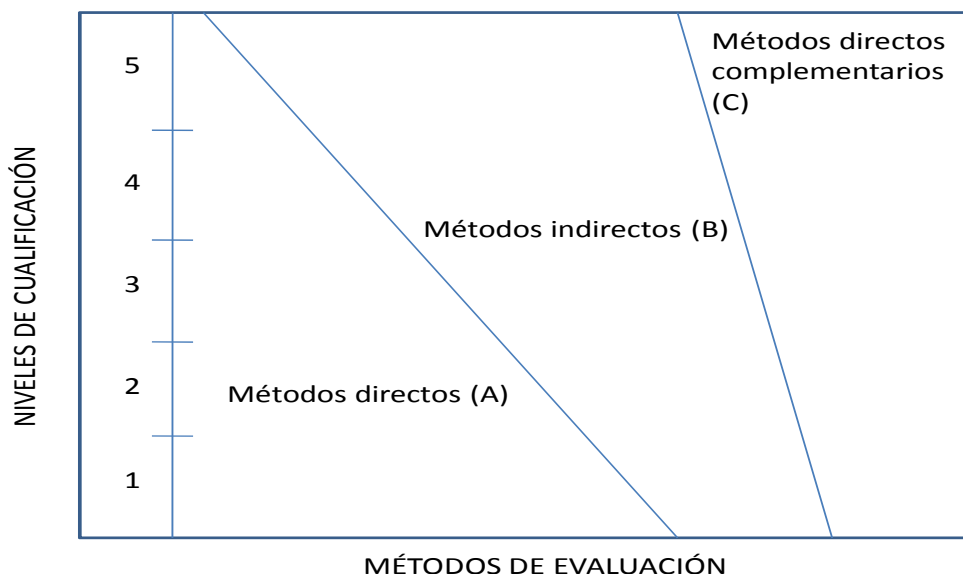 NIVELES DE CUALIFICACIÓN
5
4
3
2
1
Métodos directos
complementarios
(C)
Métodos indirectos (B)
Métodos directos (A)
MÉTODOS DE EVALUACIÓN